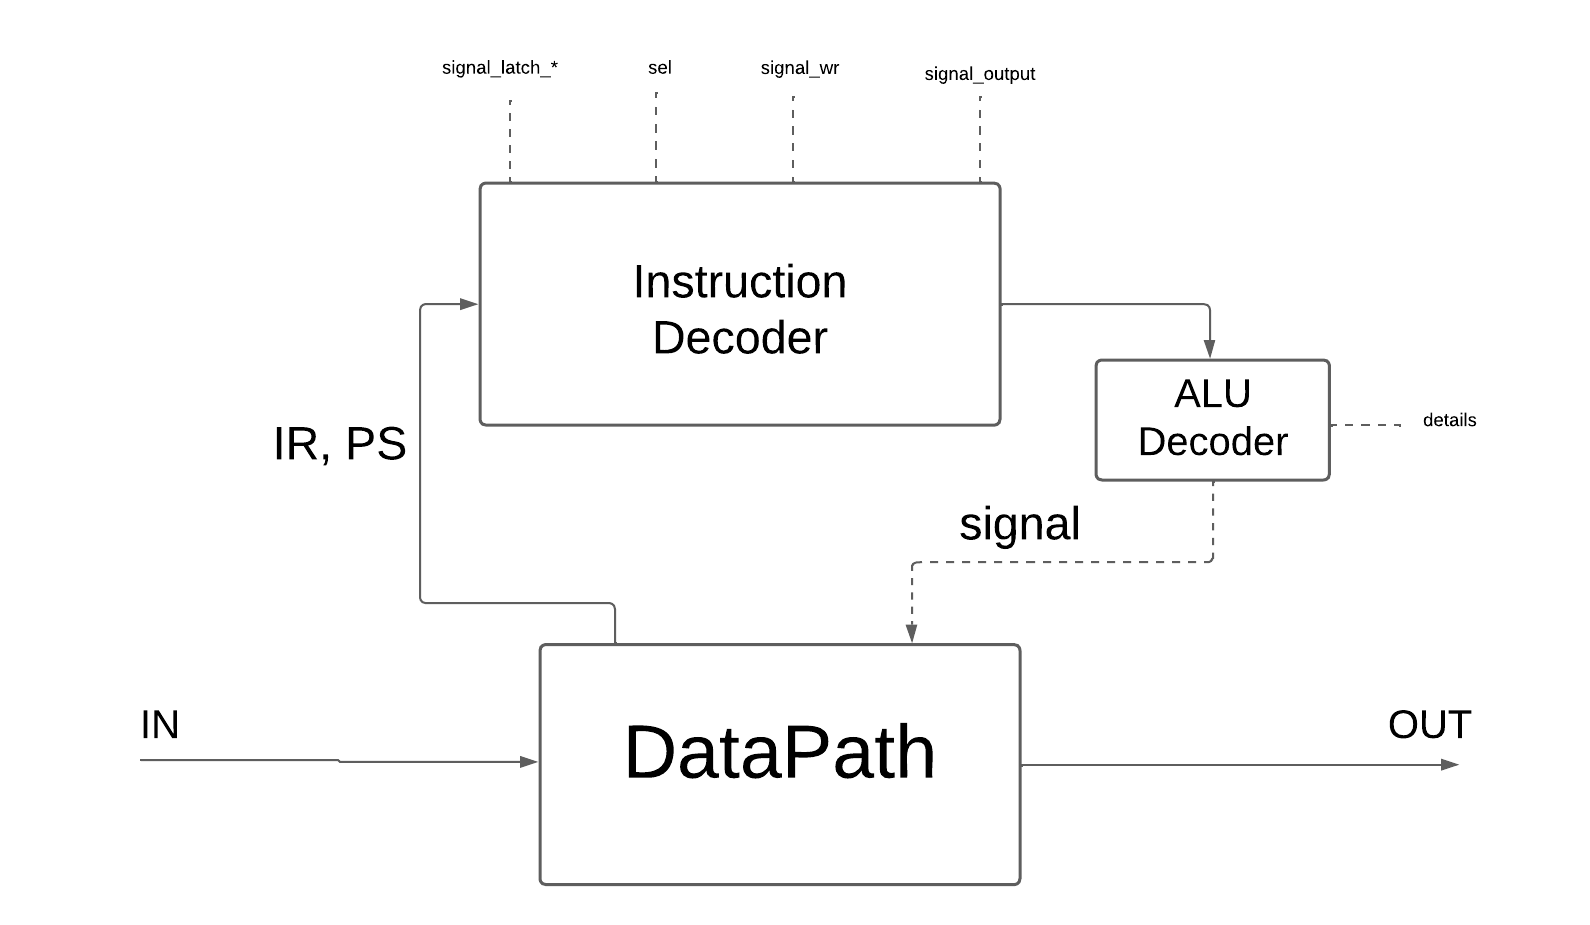 signal_latch_*
sel
signal_wr
signal_output
Instruction
Decoder
ALU
Decoder
details
IR, PS
signal
IN
OUT
DataPath